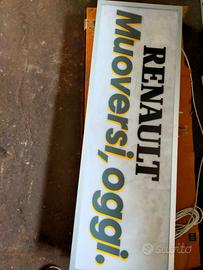 RENAULT
Muoversi, oggi.
subito